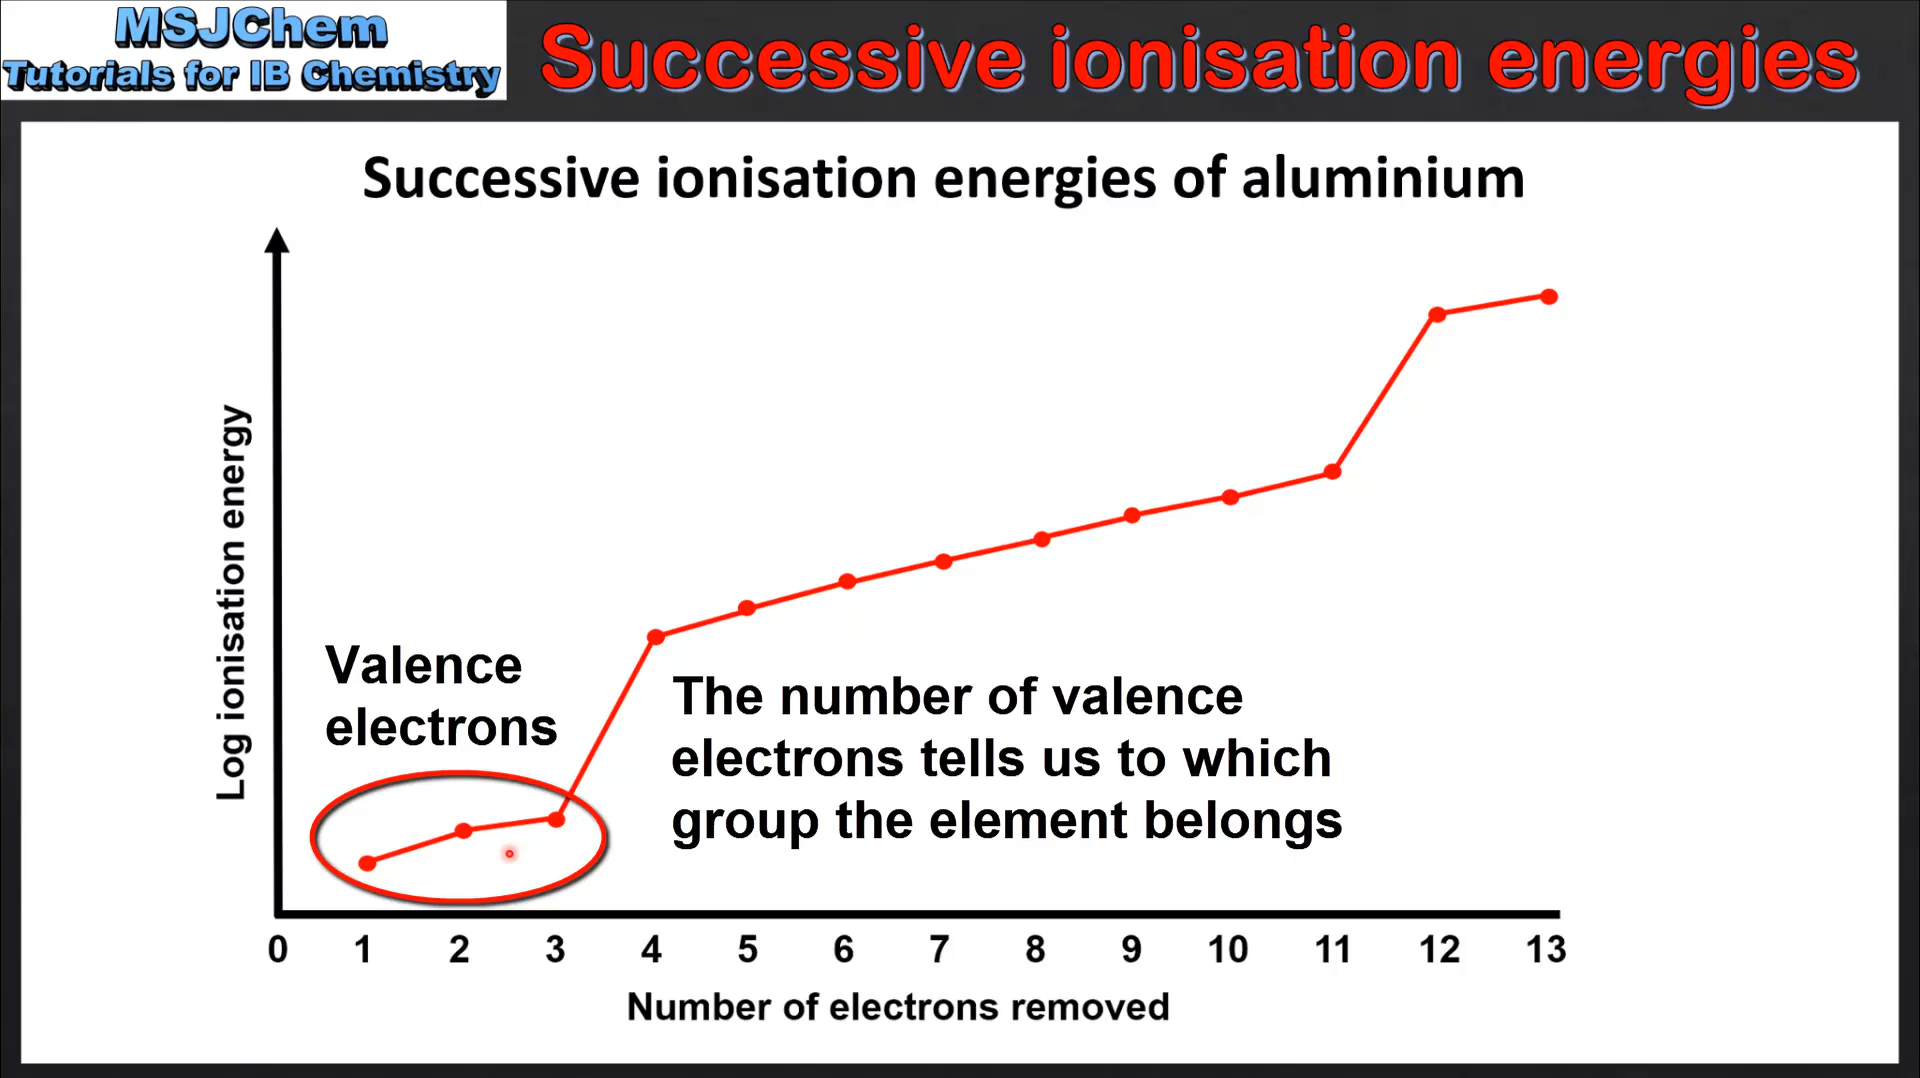 MSJChem
Tutorials for IB Chemistry
Successive ionisation energies
Successive ionisation energies of aluminium
Log ionisation energy
Valence
electrons
The number of valence
electrons tells us to which
group the element belongs
0 1 2 3 4 5 6 7 8 9 10 11 12 13
Number of electrons removed